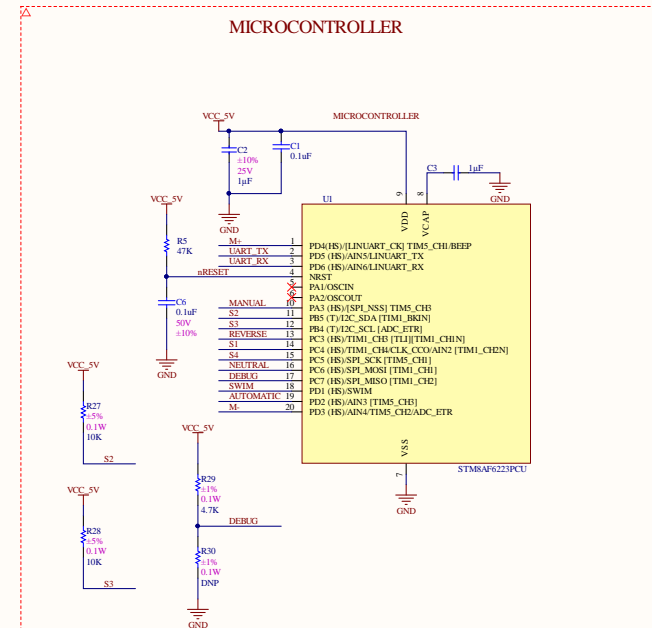 MICROCONTROLLER
VCC_5V
MICROCONTROLLER
C2
±10%
25V
1µF
C1
0.1uF
C3
1µF
GND
GND
VCC_5V
R5
47K
nRESET
C6
0.1uF
50V
±10%
GND
U1
9
8
VDD
VCAP
M+ 1 PD4(HS)/[LINUART_CK] TIM5_CH1/BEEP
UART_TX 2 PD5 (HS)/AIN5/LINUART_TX
UART_RX 3 PD6 (HS)/AIN6/LINUART_RX
4 NRST
5 PA1/OSCIN
PA2/OSCOUT
MANUAL 10 PA3 (HS)/[SPI_NSS] TIM5_CH3
S2 11 PB5 (T)/I2C_SDA [TIM1_BKIN]
S3 12 PB4 (T)/I2C_SCL [ADC_ETR]
REVERSE 13 PC3 (HS)/TIM1_CH3 [TLI][TIM1_CH1N]
S1 14 PC4 (HS)/TIM1_CH4/CLK_CCO/AIN2 [TIM1_CH2N]
S4 15 PC5 (HS)/SPI_SCK [TIM5_CH1]
NEUTRAL 16 PC6 (HS)/SPI_MOSI [TIM1_CH1]
DEBUG 17 PC7 (HS)/SPI_MISO [TIM1_CH2]
SWIM 18 PD1 (HS)/SWIM
AUTOMATIC 19 PD2 (HS)/AIN3 [TIM5_CH3]
M- 20 PD3 (HS)/AIN4/TIM5_CH2/ADC_ETR
VSS
7
STM8AF6223PCU
GND
VCC_5V
R27
±5%
0.1W
10K
S2
VCC_5V
R28
±5%
0.1W
10K
S3
VCC_5V
R29
±1%
0.1W
4.7K
DEBUG
R30
±1%
0.1W
DNP
GND